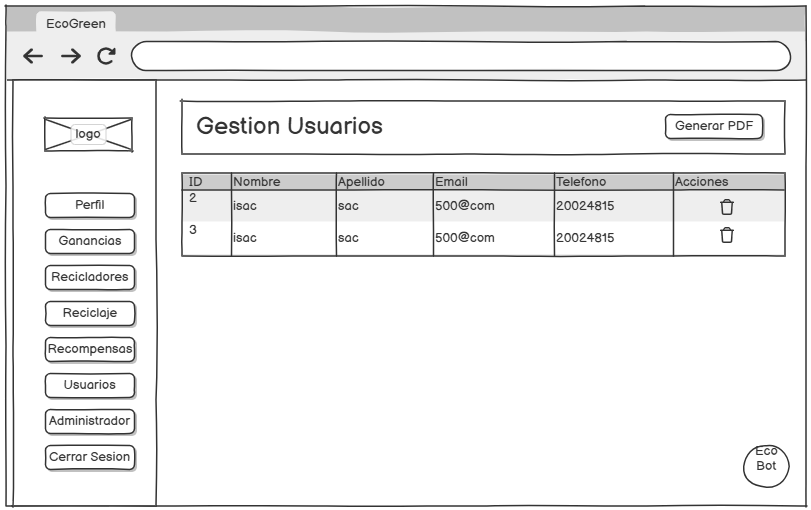 EcoGreen
logo
Perfil
Ganancias
Recicladores
Reciclaje
Recompensas
Usuarios
Administrador
Cerrar Sesion
Gestion Usuarios
Generar PDF
ID Nombre Apellido Email Telefono Acciones
2 isac sac 500@com 20024815
3 isac sac 500@com 20024815
Eco
Bot